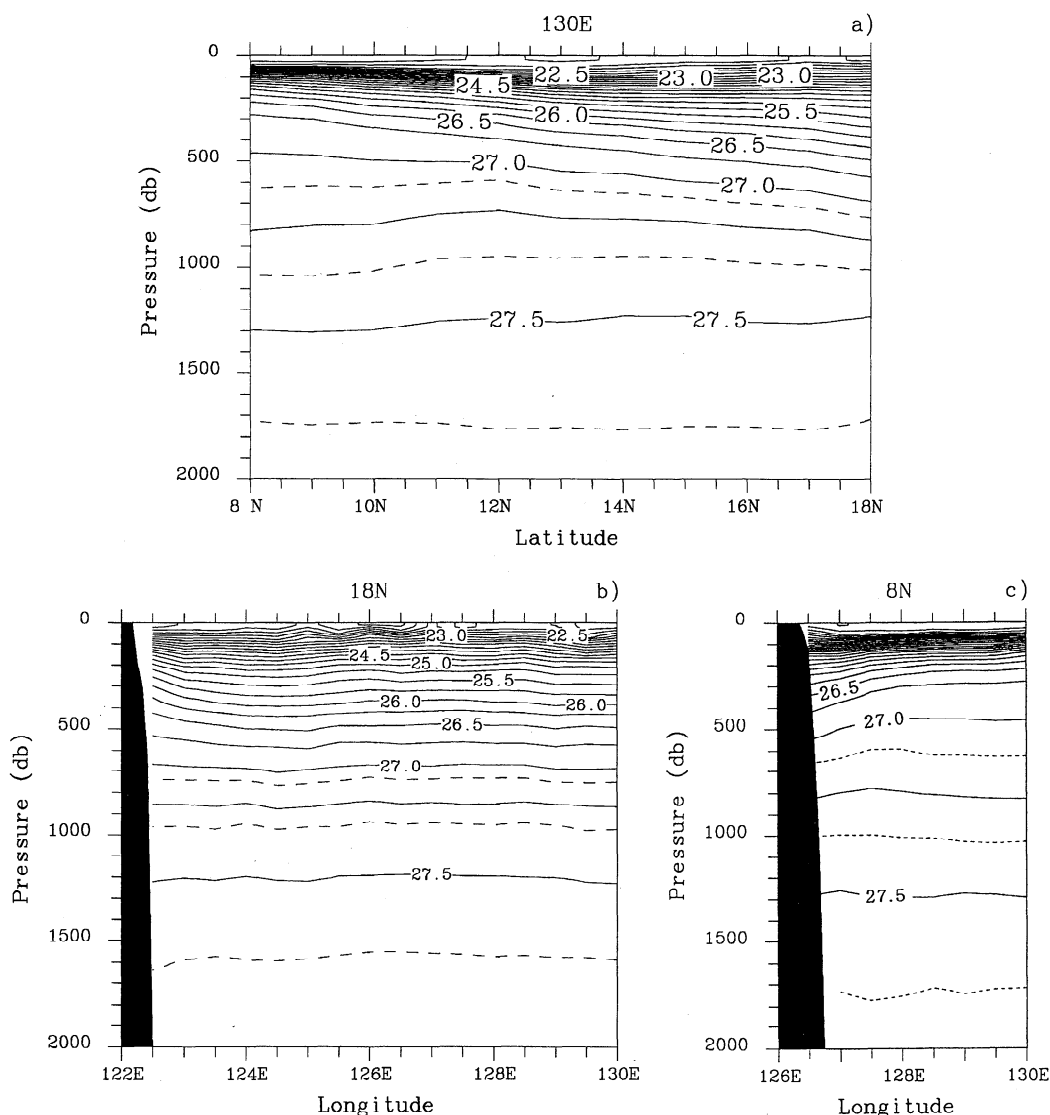 130E a)
0
500
1000
1500
2000
Pressure (db)
22.5 23.0 23.0
24.5
26.0 25.5
26.5
26.5
27.0
27.0
27.5 27.5
8 N 10N 12N 14N 16N 18N
Latitude
18N b)
0
500
1000
1500
2000
Pressure (db)
23.0 22.5
24.5
25.0
25.5
26.0 26.0
26.5
27.0
27.5
122E 124E 126E 128E 130E
Longitude
8N c)
0
500
1000
1500
2000
Pressure (db)
26.5
27.0
27.5
126E 128E 130E
Longitude